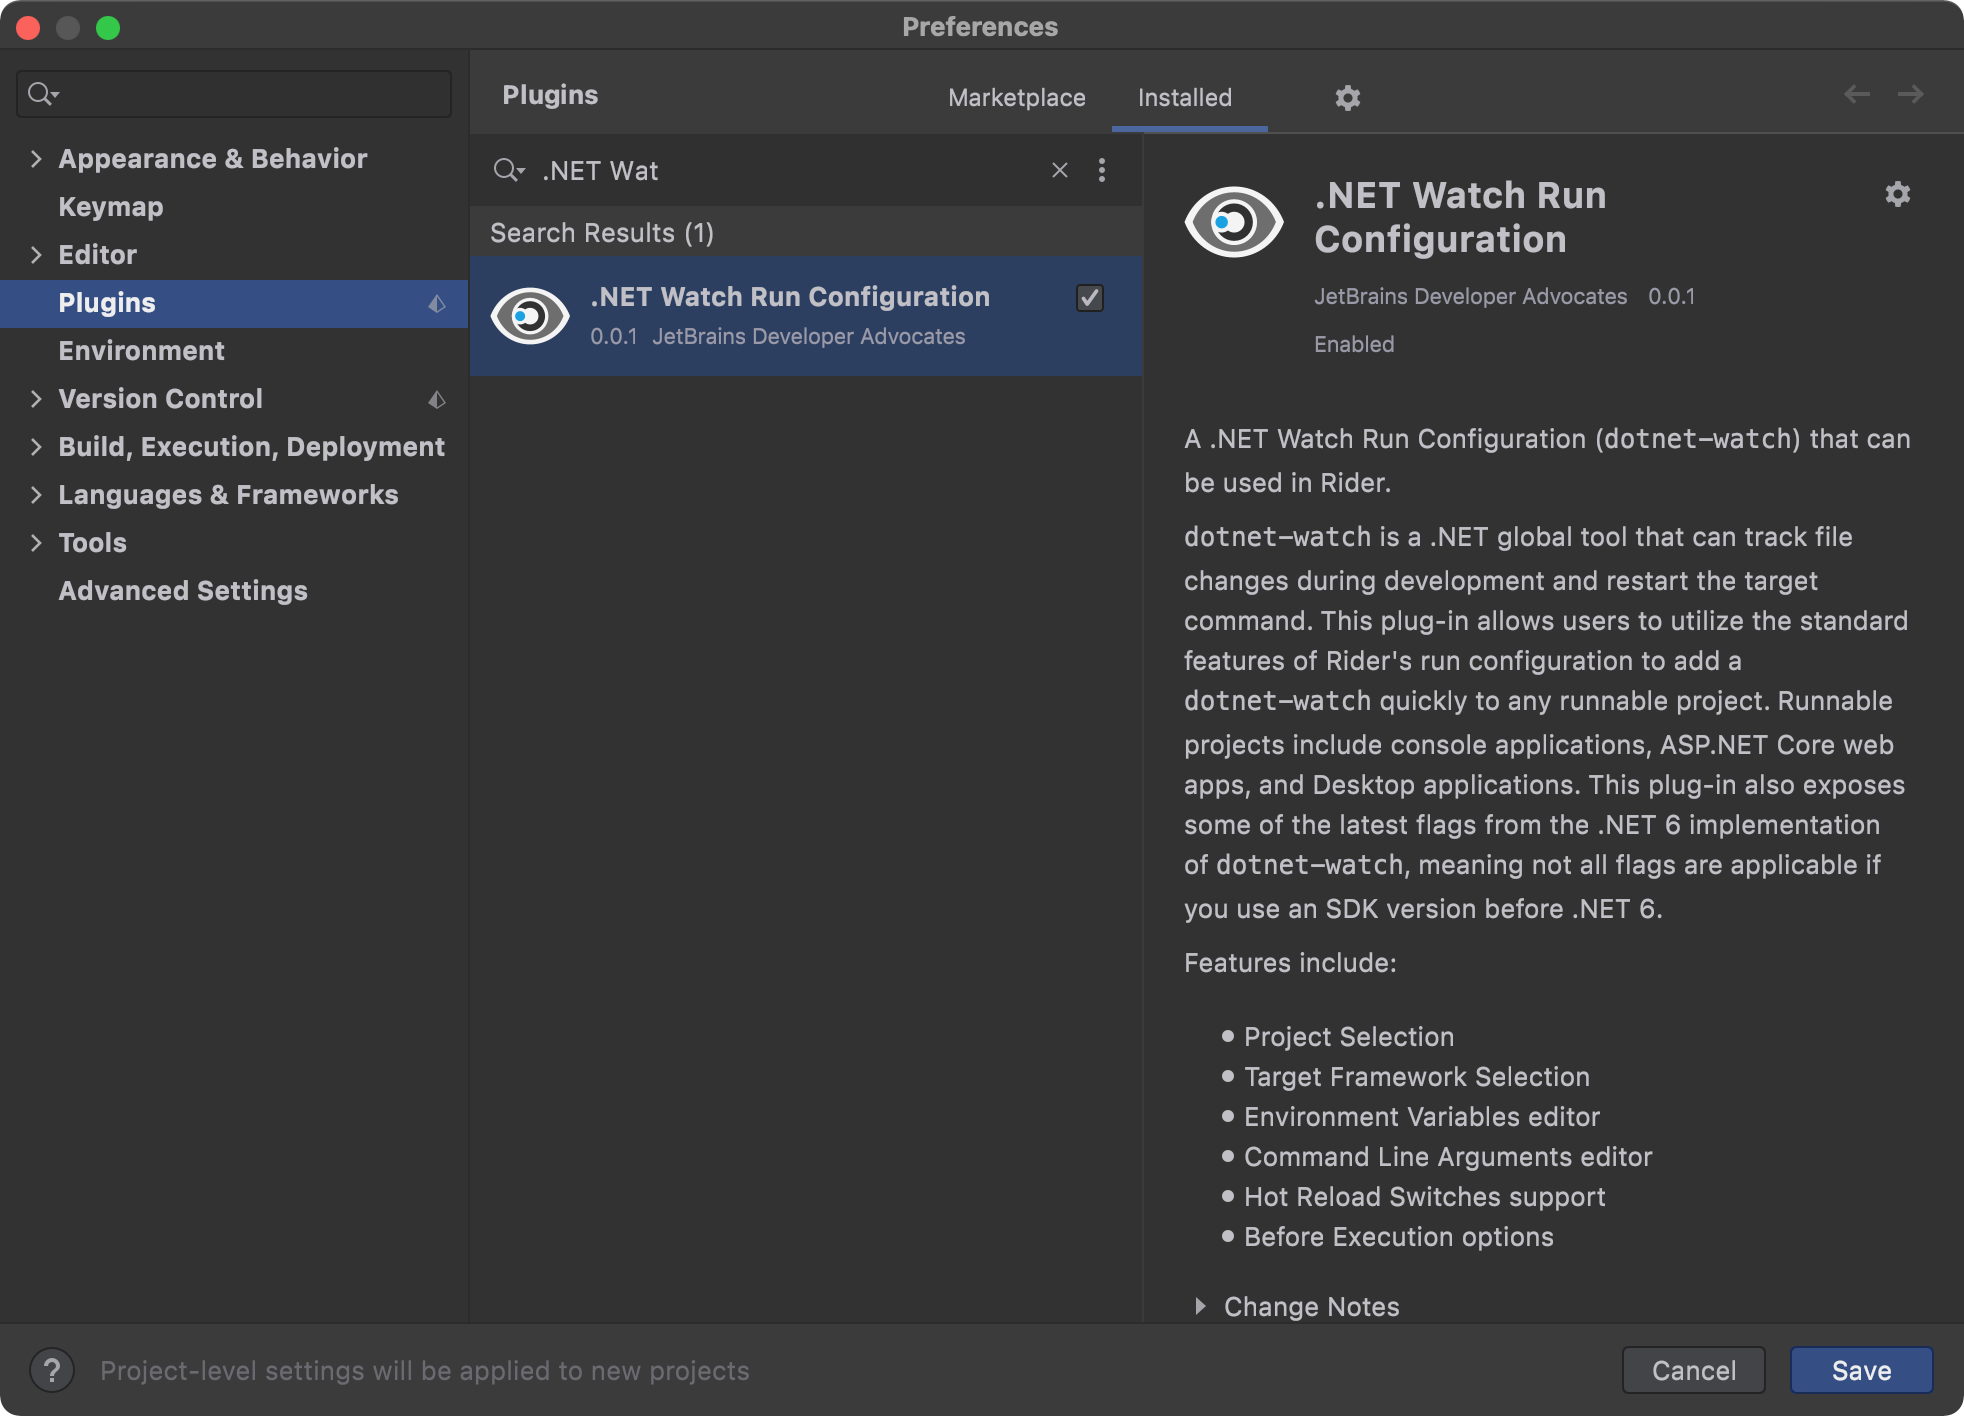 Preferences
Appearance & Behavior
Keymap
Editor
Plugins
Environment
Version Control
Build, Execution, Deployment
Languages & Frameworks
Tools
Advanced Settings
Plugins
Marketplace
Installed
.NET Wat
Search Results (1)
.NET Watch Run Configuration
0.0.1 JetBrains Developer Advocates
.NET Watch Run
Configuration
JetBrains Developer Advocates 0.0.1
Enabled
A .NET Watch Run Configuration (dotnet-watch) that can
be used in Rider.
dotnet-watch is a .NET global tool that can track file
changes during development and restart the target
command. This plug-in allows users to utilize the standard
features of Rider's run configuration to add a
dotnet-watch quickly to any runnable project. Runnable
projects include console applications, ASP.NET Core web
apps, and Desktop applications. This plug-in also exposes
some of the latest flags from the .NET 6 implementation
of dotnet-watch, meaning not all flags are applicable if
you use an SDK version before .NET 6.
Features include:
• Project Selection
• Target Framework Selection
• Environment Variables editor
• Command Line Arguments editor
• Hot Reload Switches support
• Before Execution options
Change Notes
? Project-level settings will be applied to new projects
Cancel
Save